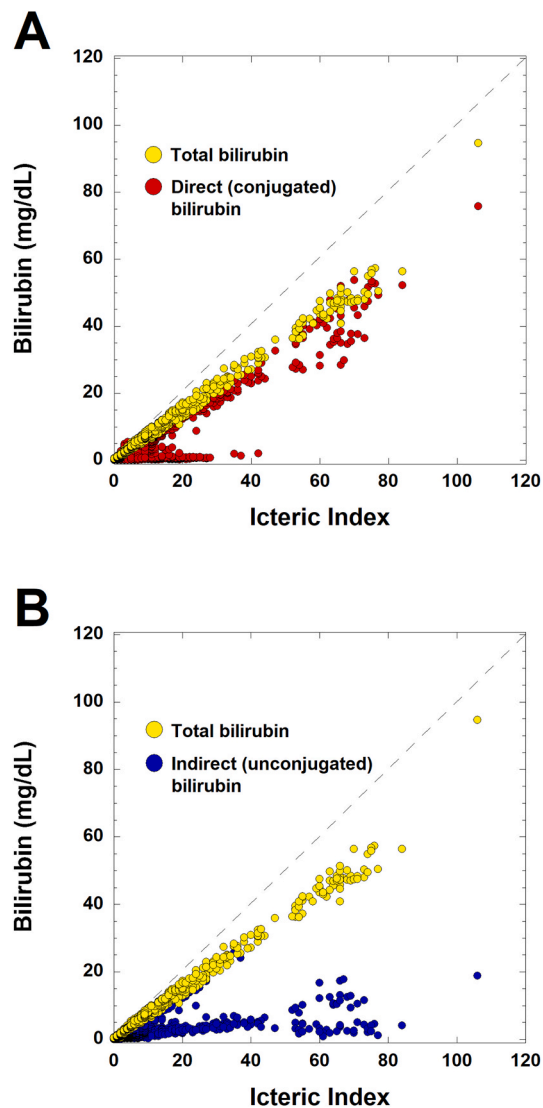 A
120
100
80
60
40
20
0
Bilirubin (mg/dL)
Total bilirubin
Direct (conjugated)
bilirubin
0 20 40 60 80 100 120
Icteric Index
B
120
100
80
60
40
20
0
Bilirubin (mg/dL)
Total bilirubin
Indirect (unconjugated)
bilirubin
0 20 40 60 80 100 120
Icteric Index